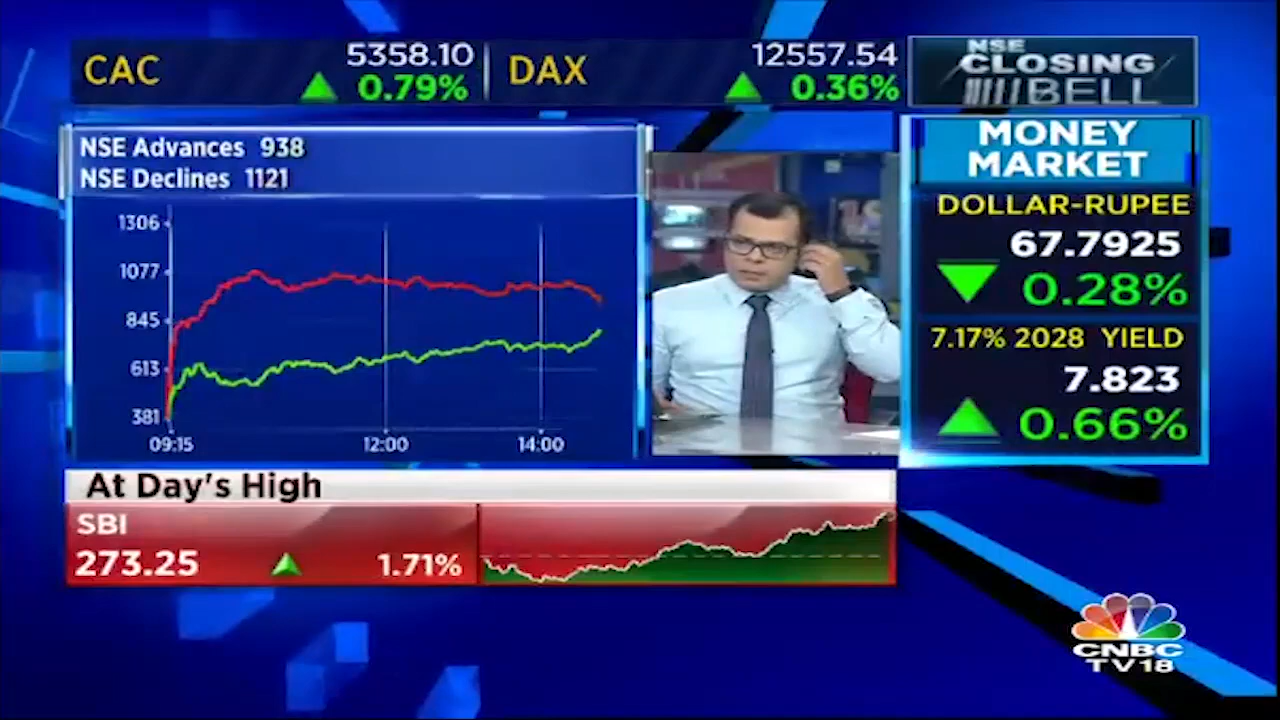 CAC
5358.10
0.79%
DAX
12557.54
0.36%
NSE
CLOSING
BELL
NSE Advances 938
NSE Declines 1121
1306
1077
845
613
381
09:15
12:00
14:00
MONEY
MARKET
DOLLAR-RUPEE
67.7925
0.28%
7.17% 2028 YIELD
7.823
0.66%
At Day's High
SBI
273.25
1.71%
CNBC
TV18